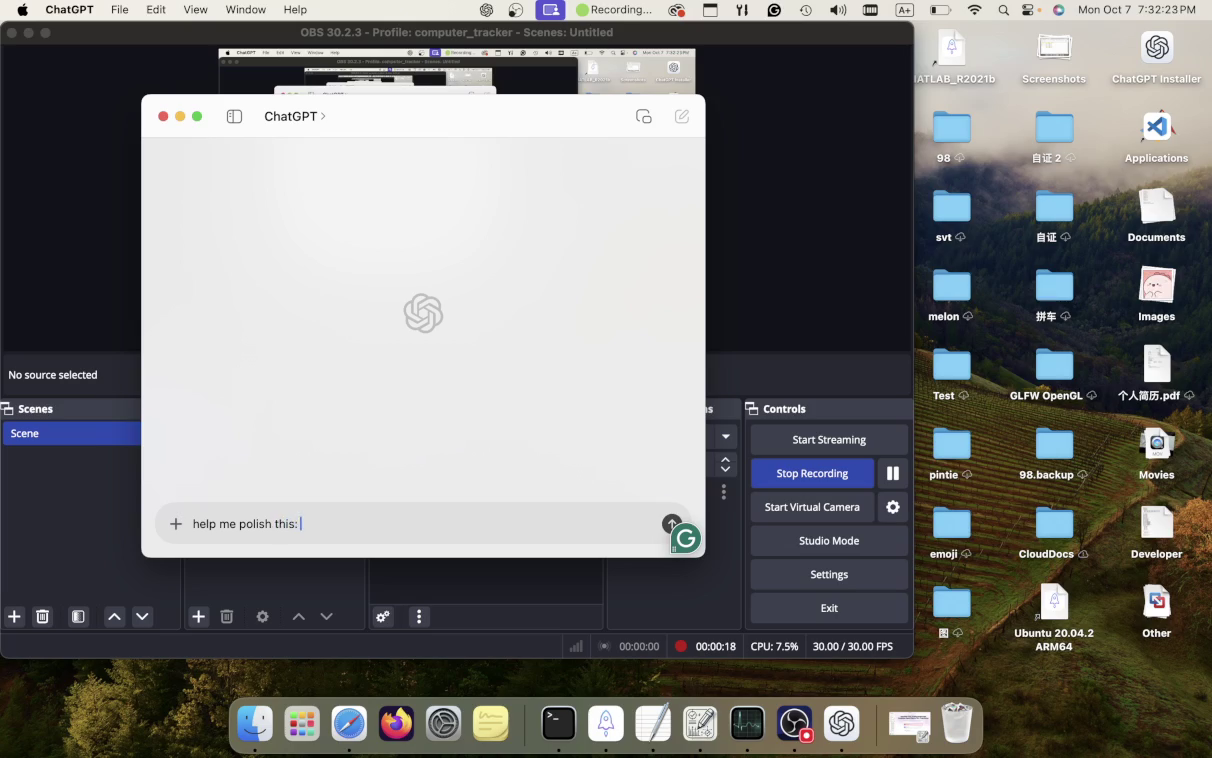 ChatGPT File Edit View Window Help Recording... Mon Oct 7 7:30:23 PM
OBS 30.2.3 - Profile: computer_tracker - Scenes: Untitled
ChatGPT
help me polish this:
No source selected
Scenes
Scene
ns
Controls
Start Streaming
Stop Recording
Start Virtual Camera
Studio Mode
Settings
Exit
00:00:00
00:00:18
CPU: 7.5%
30.00 / 30.00 FPS
IATLAB_R2021b
Screenshots
ChatGPT Installer
98
自证 2
Applications
svt
自证
Documents
melon
拼车
Images
Test
GLFW OpenGL
个人简历.pdf
pintie
98.backup
Movies
emoji
CloudDocs
Developer
图
Ubuntu 20.04.2
ARM64
Other